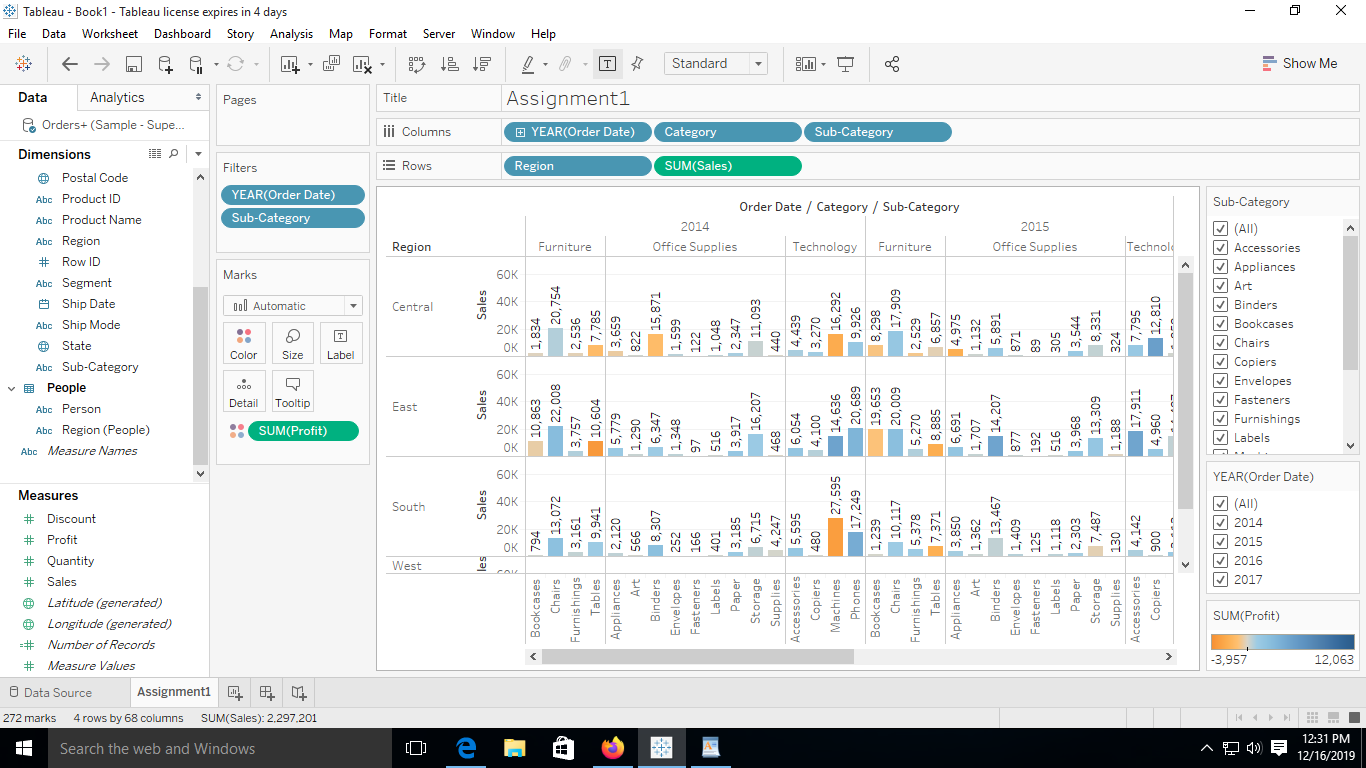 Tableau - Book1 - Tableau license expires in 4 days
File Data Worksheet Dashboard Story Analysis Map Format Server Window Help
Standard
Show Me
Data Analytics
Orders+ (Sample - Supe...
Dimensions
Postal Code
Abc Product ID
Abc Product Name
Abc Region
Row ID
Abc Segment
Ship Date
Abc Ship Mode
State
Abc Sub-Category
People
Abc Person
Abc Region (People)
Abc Measure Names
Measures
Discount
Profit
Quantity
Sales
Latitude (generated)
Longitude (generated)
Number of Records
Measure Values
Pages
Filters
YEAR(Order Date)
Sub-Category
Marks
Automatic
Color Size Label
Detail Tooltip
SUM(Profit)
Title Assignment1
Columns YEAR(Order Date) Category Sub-Category
Rows Region SUM(Sales)
Order Date / Category / Sub-Category
2014 2015
Region Furniture Office Supplies Technology Furniture Office Supplies
Central
Sales
60K
40K
20K
0K
1,834 20,754 2,536 7,785 3,659 822 15,871 1,599 122 1,048 2,347 11,093 440 4,439 3,270 16,292 9,926 8,298 17,909 2,529 6,857 4,975 1,132 5,891 871 89 305 3,544 8,331 324 7,795 12,810
East
Sales
60K
40K
20K
0K
10,863 22,008 3,757 10,604 5,779 1,290 6,347 1,348 97 516 3,917 16,207 468 6,054 4,100 14,636 20,689 19,653 20,009 5,270 8,885 6,691 1,707 14,207 877 192 516 3,968 13,309 1,188 17,911 4,960
South
Sales
60K
40K
20K
0K
794 13,072 3,161 9,941 2,120 566 8,307 252 166 401 3,185 6,715 4,247 5,595 480 27,595 17,249 1,239 10,117 5,378 7,371 3,850 1,362 13,467 1,409 125 1,118 2,303 7,487 130 4,142 900
West
Bookcases Chairs Furnishings Tables Appliances Art Binders Envelopes Fasteners Labels Paper Storage Supplies Accessories Copiers Machines Phones Bookcases Chairs Furnishings Tables Appliances Art Binders Envelopes Fasteners Labels Paper Storage Supplies Accessories Copiers
Sub-Category
(All)
Accessories
Appliances
Art
Binders
Bookcases
Chairs
Copiers
Envelopes
Fasteners
Furnishings
Labels
YEAR(Order Date)
(All)
2014
2015
2016
2017
SUM(Profit)
-3,957 12,063
Data Source Assignment1
272 marks 4 rows by 68 columns SUM(Sales): 2,297,201
Search the web and Windows
12:31 PM
12/16/2019